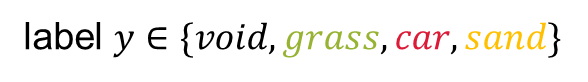 label y ∈ {void, grass, car, sand}